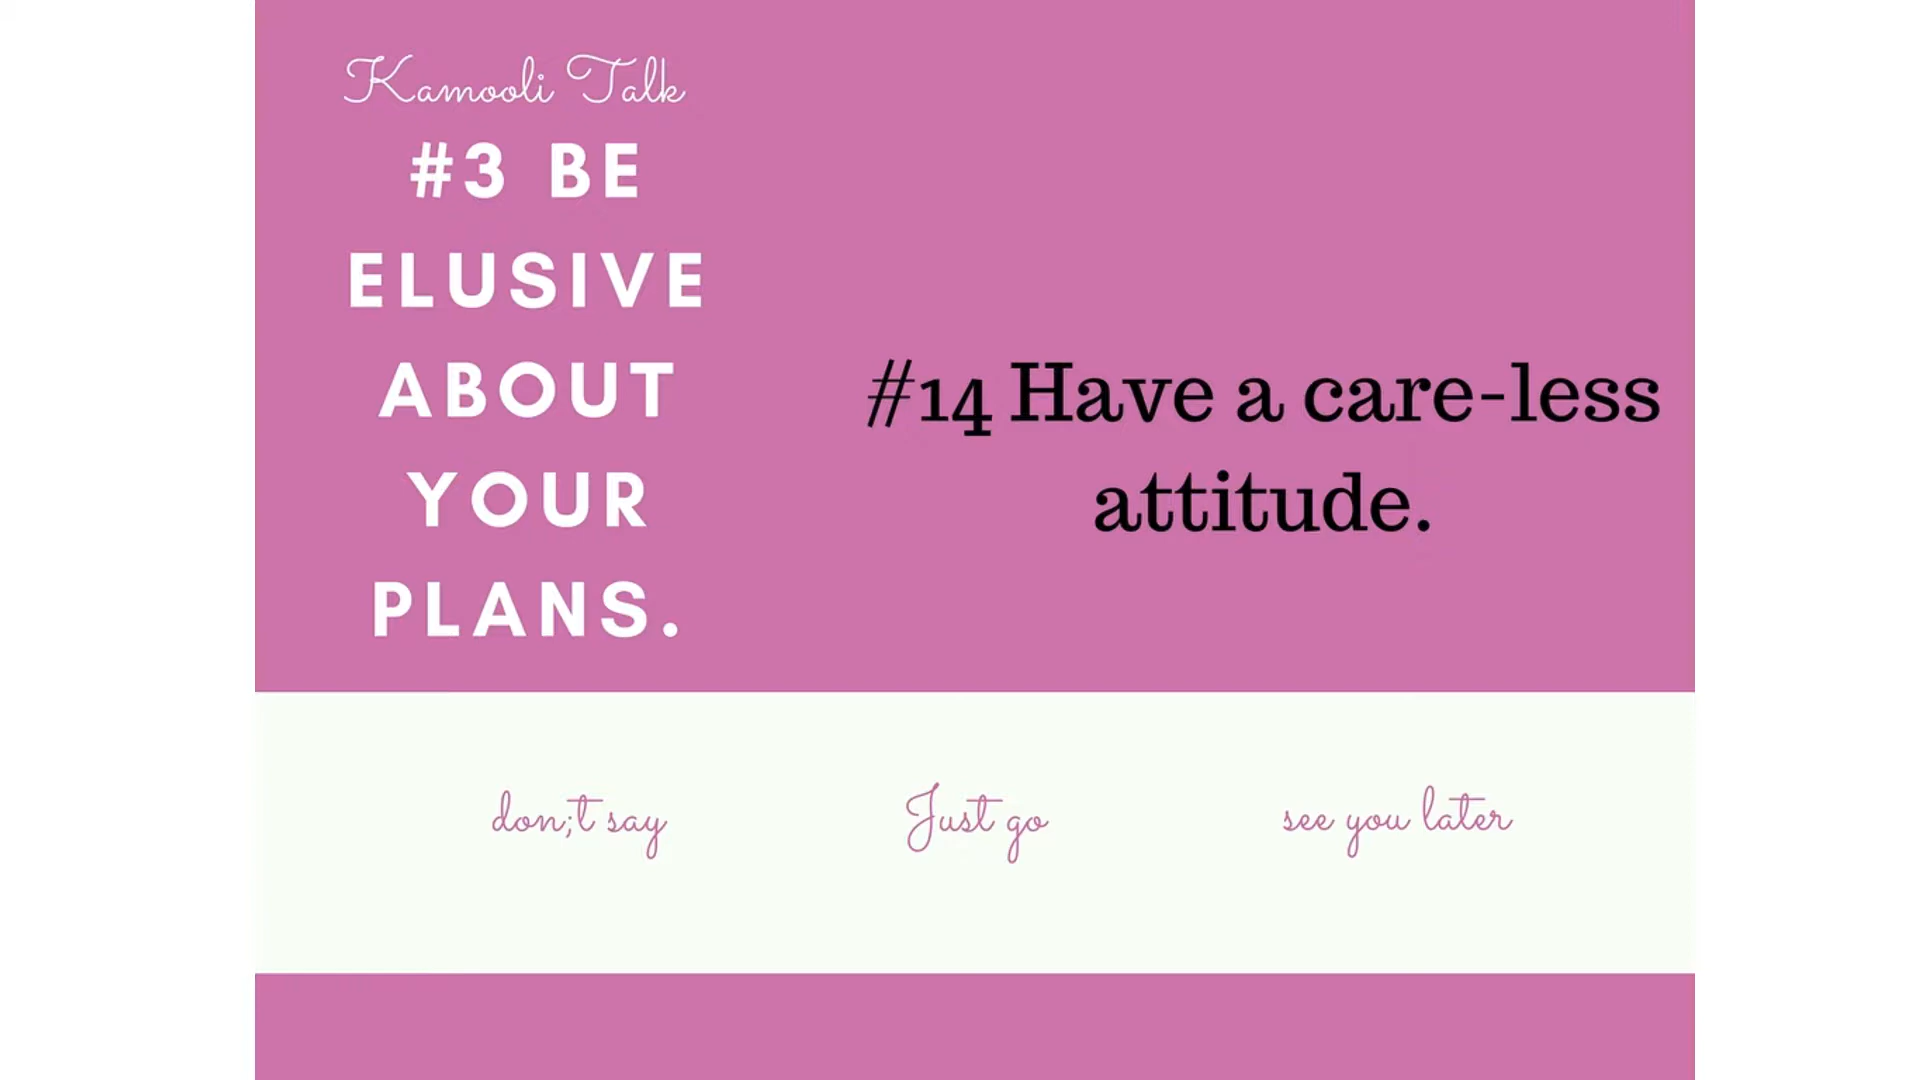 Kamooli Talk
#3 BE
ELUSIVE
ABOUT
YOUR
PLANS.
#14 Have a care-less
attitude.
don;t say
Just go
see you later